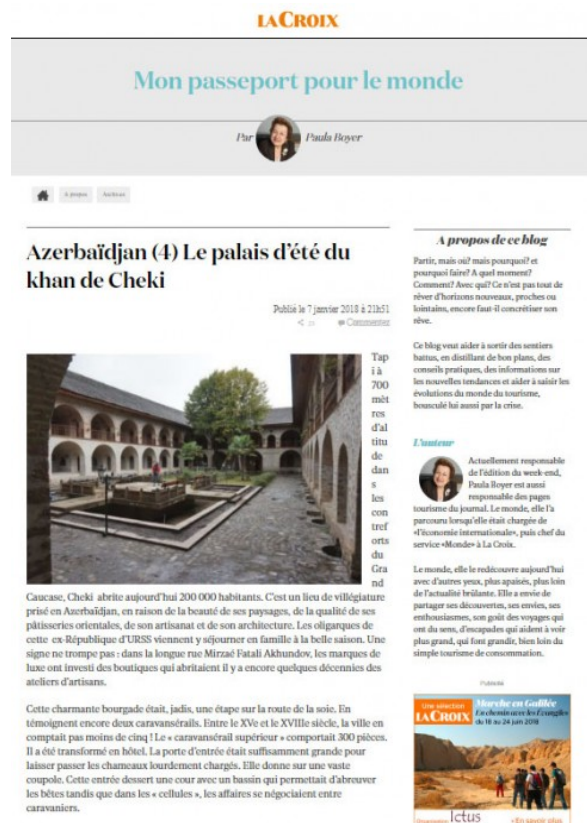 LA CROIX
Mon passeport pour le monde
Par Paula Boyer
A propos Archives
Azerbaïdjan (4) Le palais d'été du
khan de Cheki
Publié le 7 janvier 2018 à 21h51
Commenter
Tap
i à
700
mèt
res
d'al
titu
de
dan
s
les
con
tref
orts
du
Gra
nd
Caucase, Cheki abrite aujourd'hui 200 000 habitants. C'est un lieu de villégiature
prisé en Azerbaïdjan, en raison de la beauté de ses paysages, de la qualité de ses
pâtisseries orientales, de son artisanat et de son architecture. Les oligarques de
cette ex-République d'URSS viennent y séjourner en famille à la belle saison. Une
signe ne trompe pas : dans la longue rue Mirzaé Fatali Akhundov, les marques de
luxe ont investi des boutiques qui abritaient il y a encore quelques décennies des
ateliers d'artisans.
Cette charmante bourgade était, jadis, une étape sur la route de la soie. En
témoignent encore deux caravansérails. Entre le XVe et le XVIIIe siècle, la ville en
comptait pas moins de cinq ! Le « caravansérail supérieur » comportait 300 pièces.
Il a été transformé en hôtel. La porte d'entrée était suffisamment grande pour
laisser passer les chameaux lourdement chargés. Elle donne sur une vaste
coupole. Cette entrée dessert une cour avec un bassin qui permettait d'abreuver
les bêtes tandis que dans les « cellules », les affaires se négociaient entre
caravaniers.
A propos de ce blog
Partir, mais où? mais pourquoi? et
pourquoi faire? A quel moment?
Comment? Avec qui? Ce n'est pas tout de
rêver d'horizons nouveaux, proches ou
lointains, encore faut-il concrétiser son
rêve.
Ce blog veut aider à sortir des sentiers
battus, en distillant de bon plans, des
conseils pratiques, des informations sur
les nouvelles tendances et aider à saisir les
évolutions du monde du tourisme,
bousculé lui aussi par la crise.
L'auteur
Actuellement responsable
de l'édition du week-end,
Paula Boyer est aussi
responsable des pages
tourisme du journal. Le monde, elle l'a
parcouru lorsqu'elle était chargée de
«l'économie internationale», puis chef du
service «Monde» à La Croix.
Le monde, elle le redécouvre aujourd'hui
avec d'autres yeux, plus apaisés, plus loin
de l'actualité brûlante. Elle a envie de
partager ses découvertes, ses envies, ses
enthousiasmes, son goût des voyages qui
ont du sens, d'escapades qui aident à voir
plus grand, qui font grandir, bien loin du
simple tourisme de consommation.
Publicité
Une sélection
LA CROIX
Marche en Galilée
En chemin avec les Évangiles
du 18 au 24 juin 2018
Ictus
+ En savoir plus